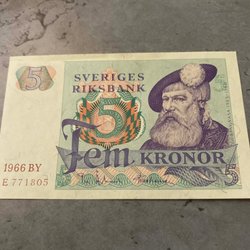 5
SVERIGES
RIKSBANK
5
1966 BY
E 771805
Fem KRONOR
5